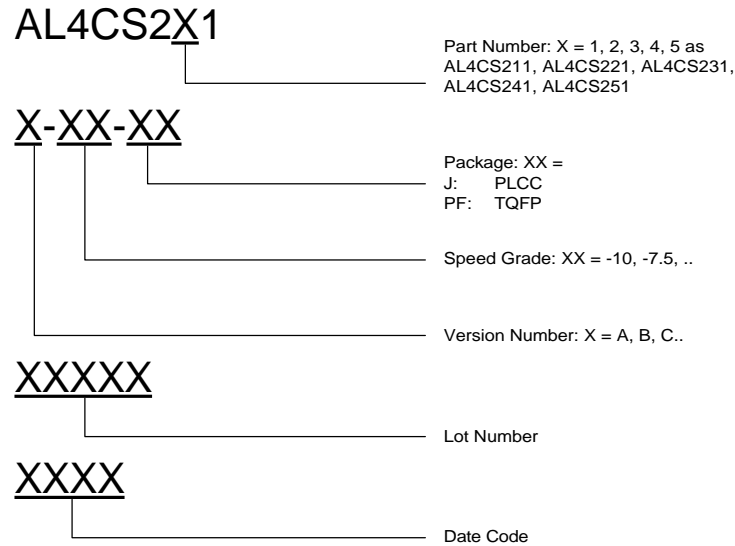 AL4CS2X1
Part Number: X = 1, 2, 3, 4, 5 as
AL4CS211, AL4CS221, AL4CS231,
AL4CS241, AL4CS251
X-XX-XX
Package: XX =
J: PLCC
PF: TQFP
Speed Grade: XX = -10, -7.5, ..
Version Number: X = A, B, C..
XXXXX
Lot Number
XXXX
Date Code